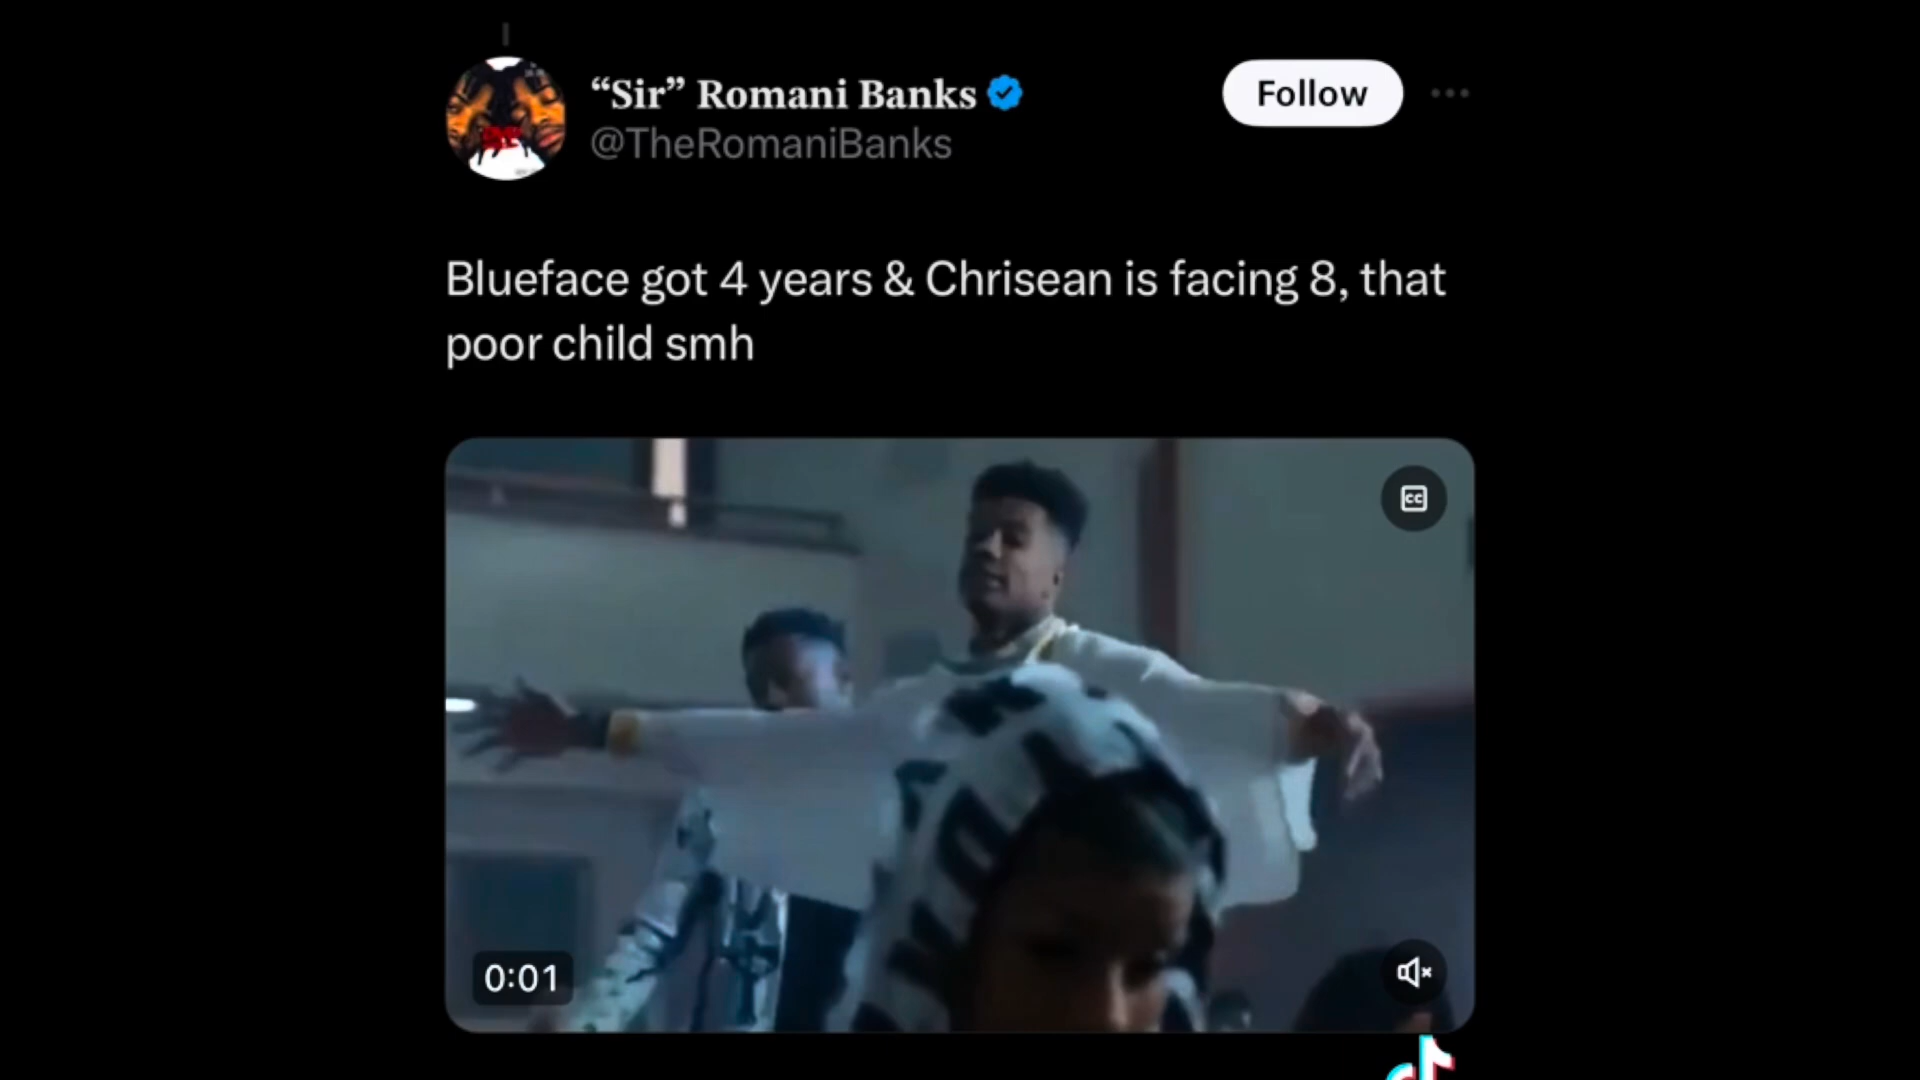 “Sir” Romani Banks
@TheRomaniBanks
Follow
Blueface got 4 years & Chrisean is facing 8, that
poor child smh
CC
0:01